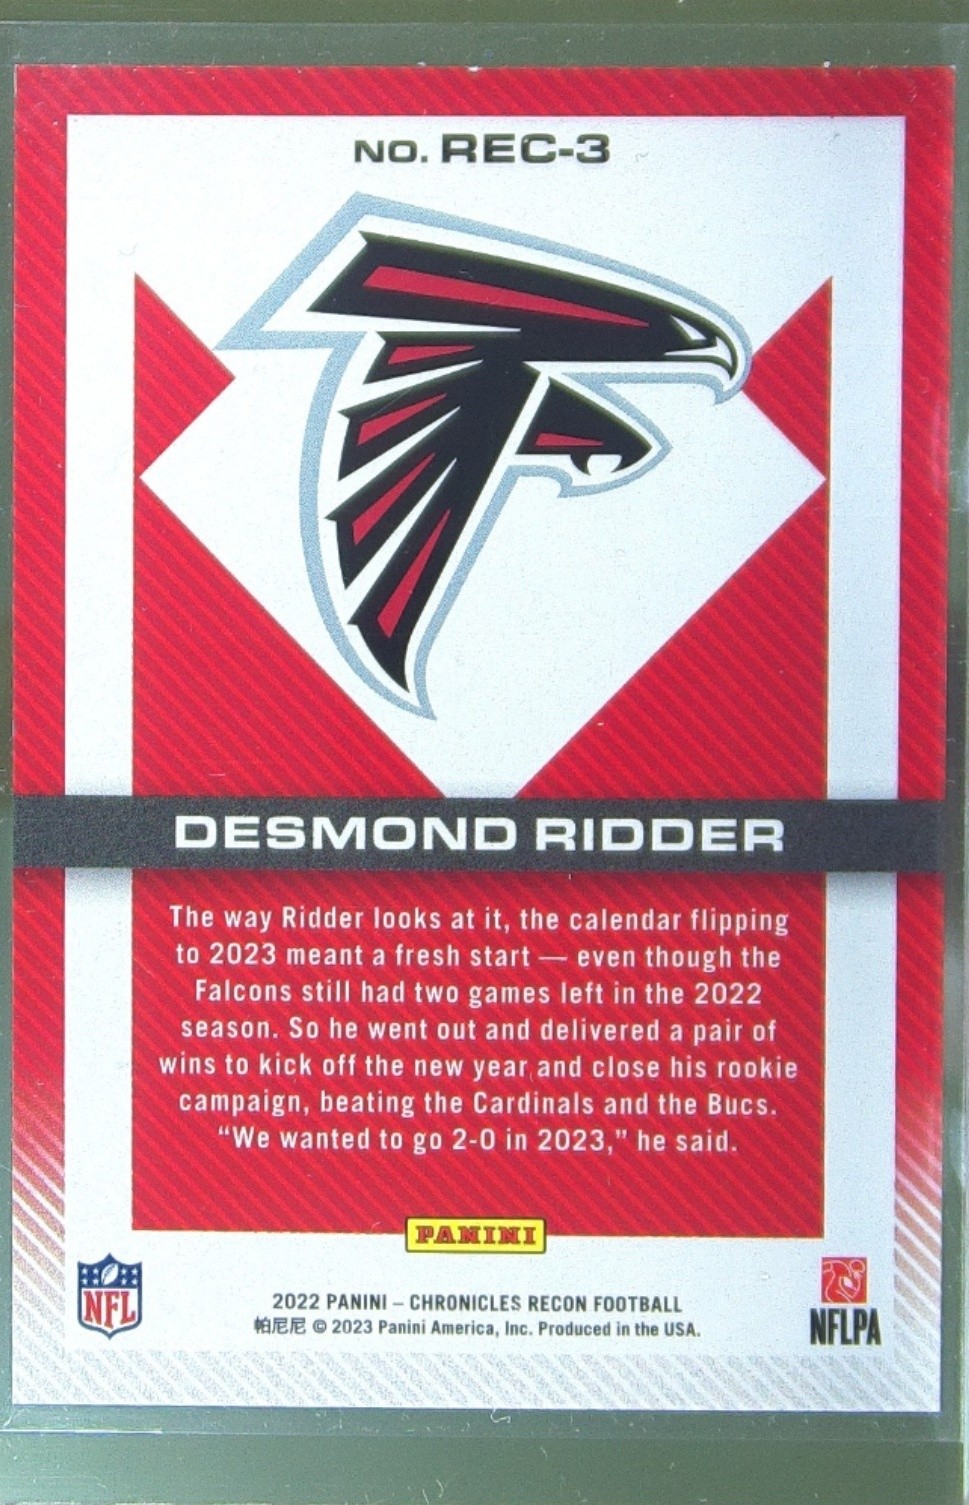 NO. REC-3
DESMOND RIDDER
The way Ridder looks at it, the calendar flipping
to 2023 meant a fresh start — even though the
Falcons still had two games left in the 2022
season. So he went out and delivered a pair of
wins to kick off the new year and close his rookie
campaign, beating the Cardinals and the Bucs.
“We wanted to go 2-0 in 2023,” he said.
PANINI
NFL
2022 PANINI – CHRONICLES RECON FOOTBALL
帕尼尼 © 2023 Panini America, Inc. Produced in the USA.
NFLPA